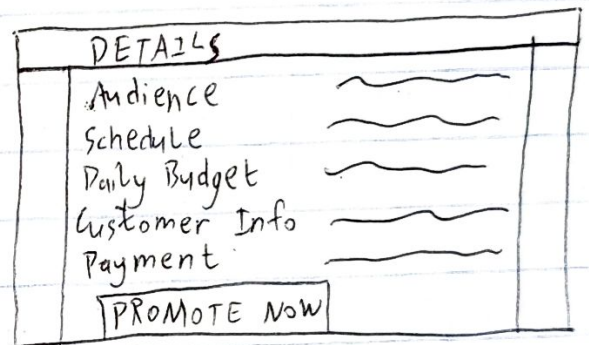 DETAILS
Audience
Schedule
Daily Budget
Customer Info
Payment
PROMOTE NOW